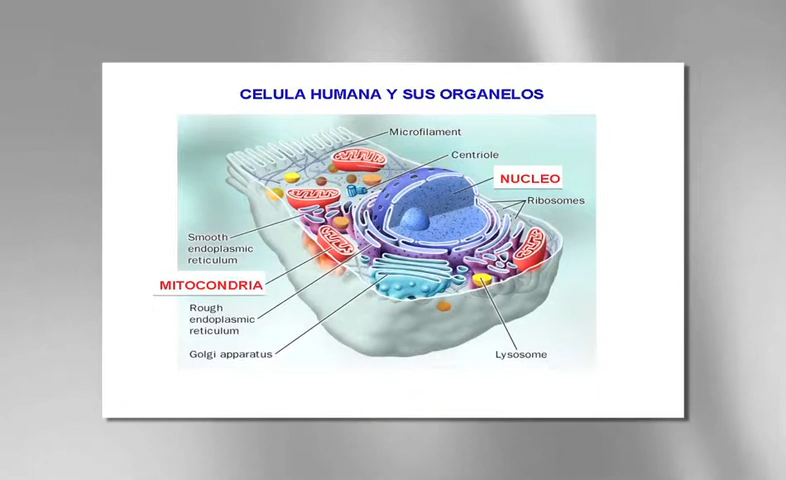 CELULA HUMANA Y SUS ORGANELOS
Microfilament
Centriole
NUCLEO
Ribosomes
Smooth
endoplasmic
reticulum
MITOCONDRIA
Rough
endoplasmic
reticulum
Golgi apparatus
Lysosome